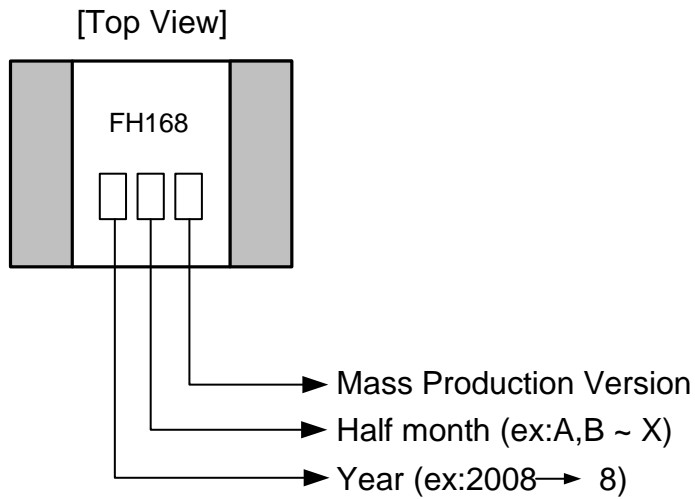 [Top View]
FH168
Mass Production Version
Half month (ex:A,B ~ X)
Year (ex:2008→ 8)